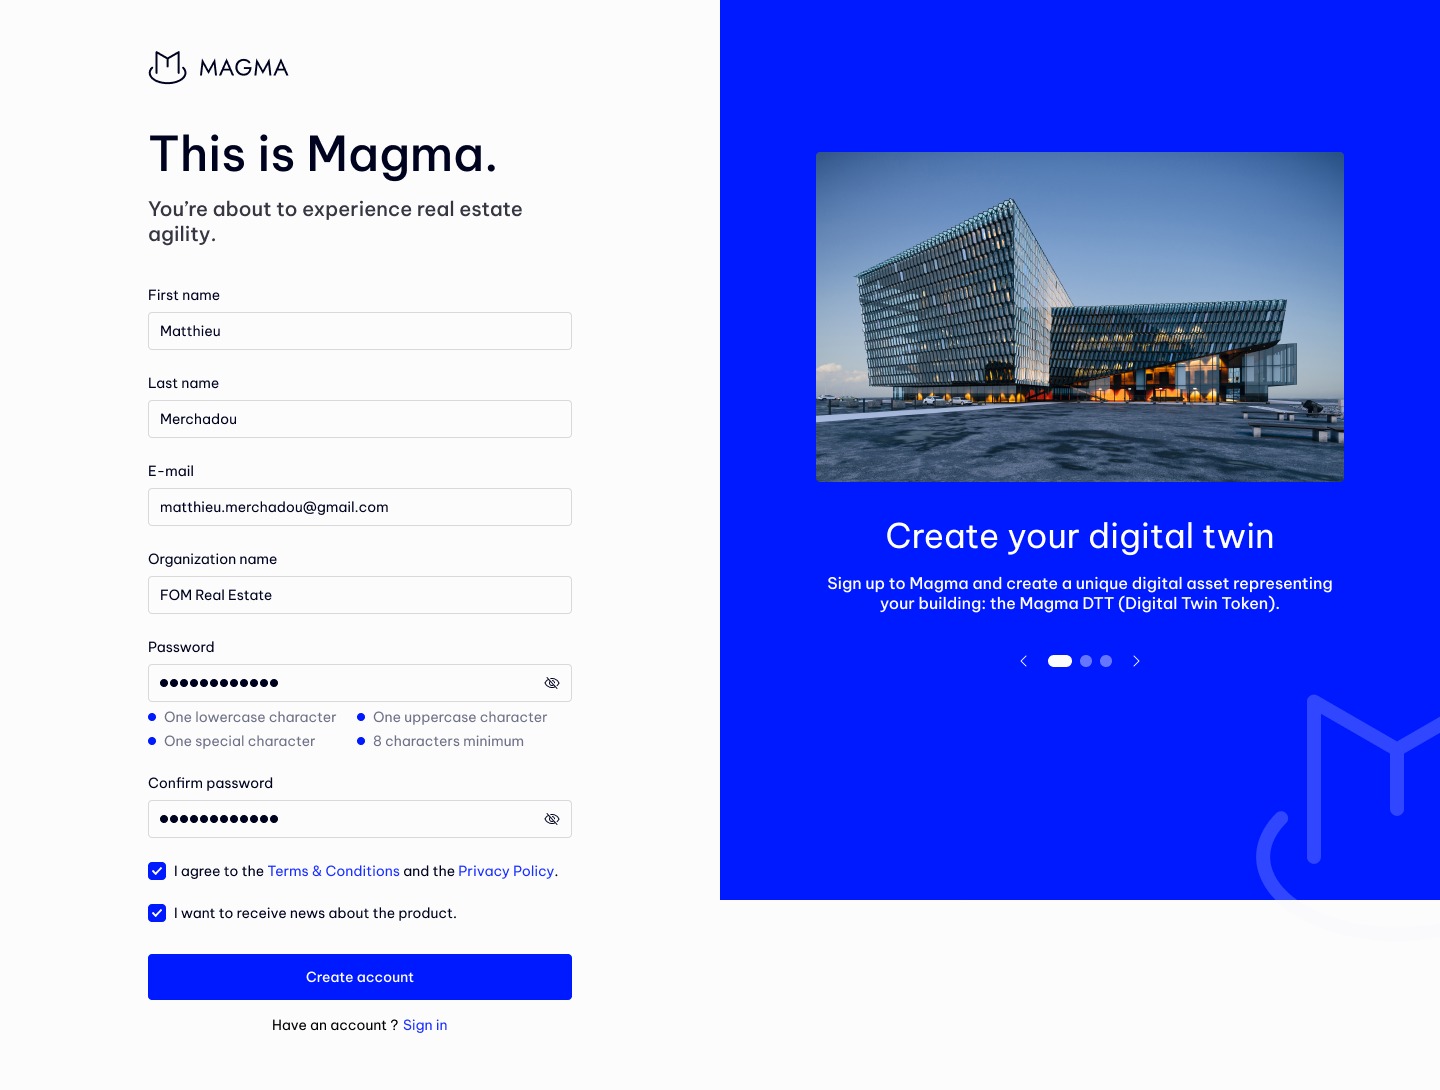 MAGMA
This is Magma.
You’re about to experience real estate
agility.
First name
Matthieu
Last name
Merchadou
E-mail
matthieu.merchadou@gmail.com
Organization name
FOM Real Estate
Password
●●●●●●●●●●●●
One lowercase character
One uppercase character
One special character
8 characters minimum
Confirm password
●●●●●●●●●●●●
I agree to the Terms & Conditions and the Privacy Policy.
I want to receive news about the product.
Create account
Have an account ? Sign in
Create your digital twin
Sign up to Magma and create a unique digital asset representing
your building: the Magma DTT (Digital Twin Token).